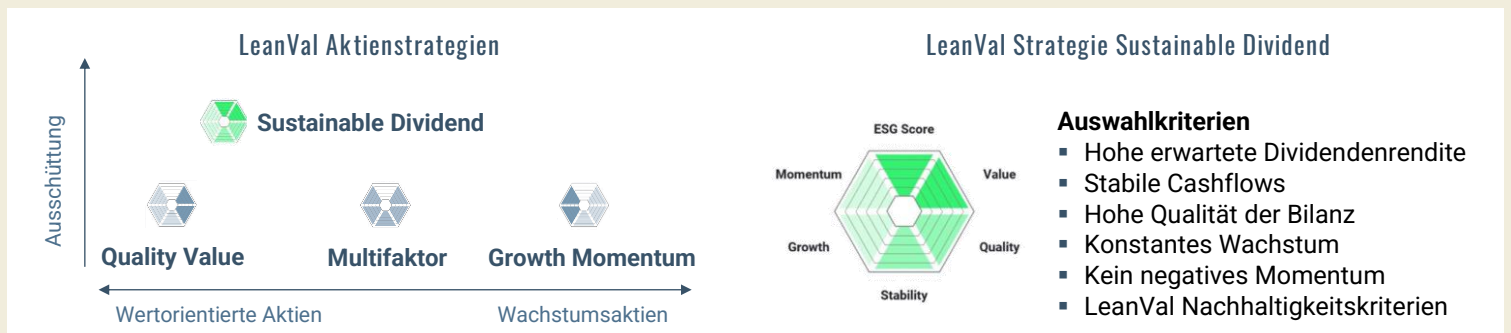 LeanVal Aktienstrategien
Ausschüttung
Sustainable Dividend
Quality Value
Multifaktor
Growth Momentum
Wertorientierte Aktien
Wachstumsaktien
LeanVal Strategie Sustainable Dividend
ESG Score
Momentum
Value
Growth
Quality
Stability
Auswahlkriterien
▪ Hohe erwartete Dividendenrendite
▪ Stabile Cashflows
▪ Hohe Qualität der Bilanz
▪ Konstantes Wachstum
▪ Kein negatives Momentum
▪ LeanVal Nachhaltigkeitskriterien